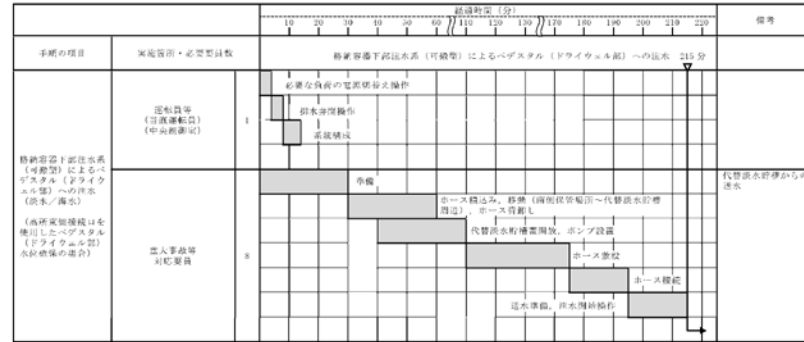 経過時間（分）
備考
10 20 30 40 50 60 110 120 130 170 180 190 200 210 220
手順の項目
実施箇所・必要要員数
格納容器下部注水系（可搬型）によるペデスタル（ドライウェル部）への注水 215分
格納容器下部注水系
（可搬型）によるペ
デスタル（ドライウ
ェル部）への注水
（淡水／海水）
（高所東側接続口を
使用したペデスタル
（ドライウェル部）
水位確保の場合）
運転員等
（当直運転員）
（中央制御室）
1
必要な負荷の電源切替え操作
系統構成
重大事故等
対応要員
8
準備
ホース積込み，移動（南側保管場所～代替淡水貯槽
周辺），ホース荷卸し
代替淡水貯槽蓋開放，ポンプ設置
ホース敷設
ホース接続
送水準備，注水開始操作
代替淡水貯槽からの
送水